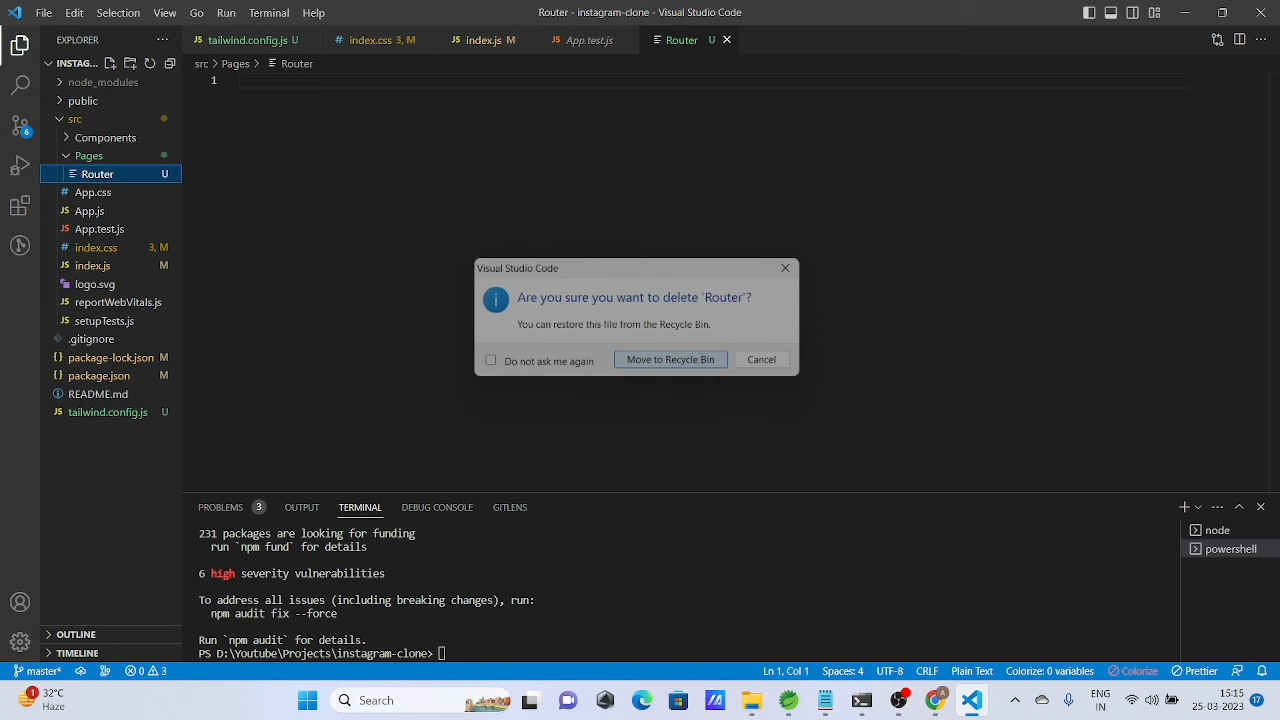 File Edit Selection View Go Run Terminal Help
Router - instagram-clone - Visual Studio Code
EXPLORER
tailwind.config.js U
index.css 3, M
index.js M
App.test.js
Router U
INSTAG...
src > Pages > Router
1
node_modules
public
src
Components
Pages
Router U
App.css
App.js
App.test.js
index.css 3, M
index.js M
logo.svg
reportWebVitals.js
setupTests.js
.gitignore
package-lock.json M
package.json M
README.md
tailwind.config.js U
6
Visual Studio Code
Are you sure you want to delete 'Router'?
You can restore this file from the Recycle Bin.
Do not ask me again
Move to Recycle Bin
Cancel
PROBLEMS 3 OUTPUT TERMINAL DEBUG CONSOLE GITLENS
231 packages are looking for funding
run `npm fund` for details
6 high severity vulnerabilities
To address all issues (including breaking changes), run:
npm audit fix --force
Run `npm audit` for details.
PS D:\Youtube\Projects\instagram-clone>
node
powershell
OUTLINE
TIMELINE
master* 0 3 Ln 1, Col 1 Spaces: 4 UTF-8 CRLF Plain Text Colorize: 0 variables Colorize Prettier
1
32°C
Haze
Search
A
ENG
IN
15:15
25-03-2023
17